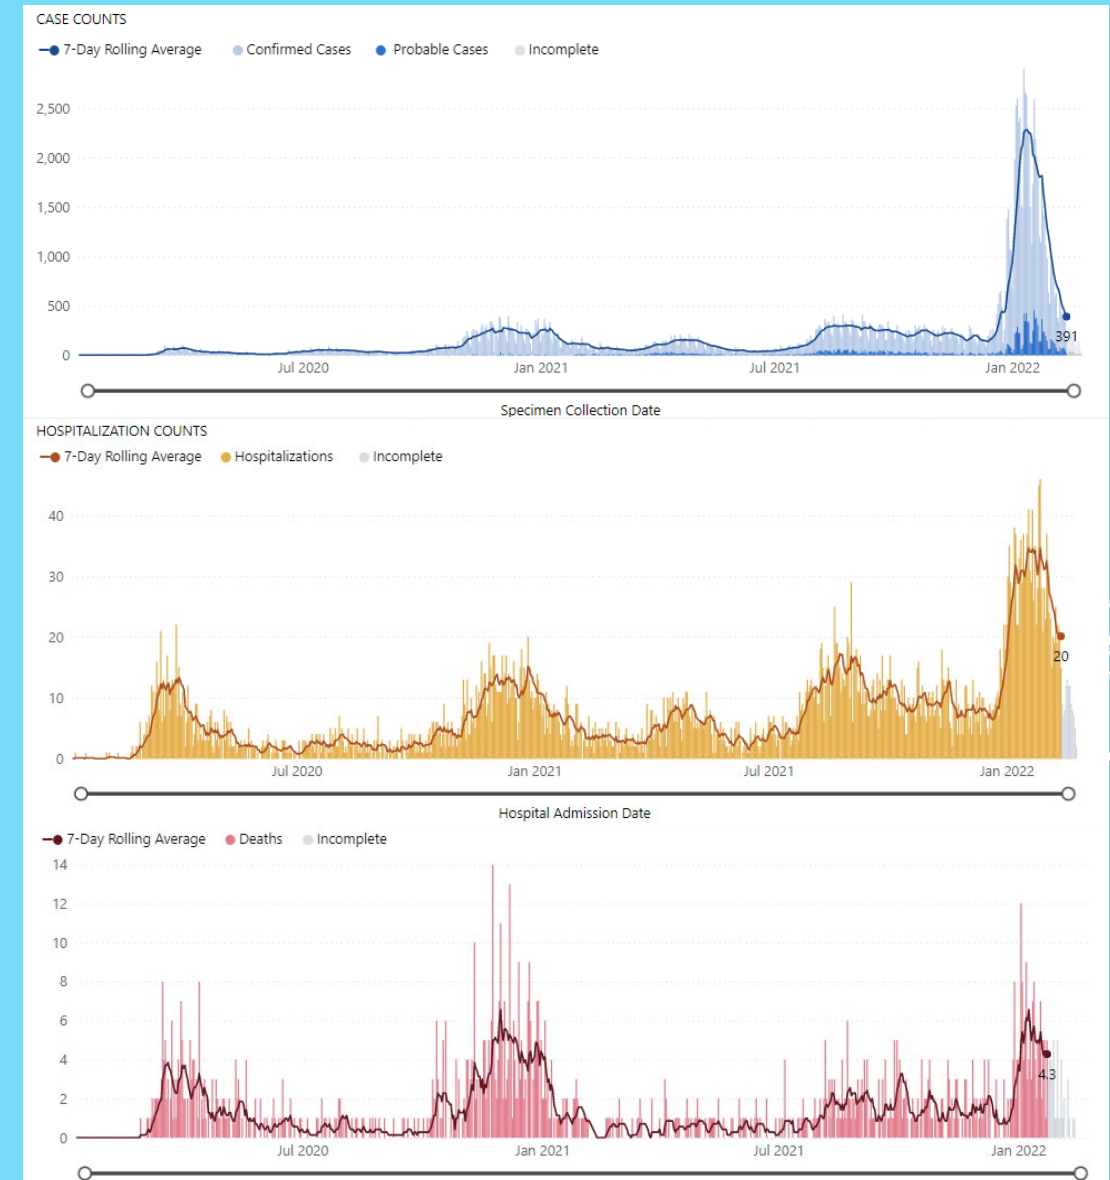 CASE COUNTS
7-Day Rolling Average Confirmed Cases Probable Cases Incomplete
2,500
2,000
1,500
1,000
500
391
0
Jul 2020 Jan 2021 Jul 2021 Jan 2022
Specimen Collection Date
HOSPITALIZATION COUNTS
7-Day Rolling Average Hospitalizations Incomplete
40
30
20
20
10
0
Jul 2020 Jan 2021 Jul 2021 Jan 2022
Hospital Admission Date
7-Day Rolling Average Deaths Incomplete
14
12
10
8
6
4
4.3
2
0
Jul 2020 Jan 2021 Jul 2021 Jan 2022